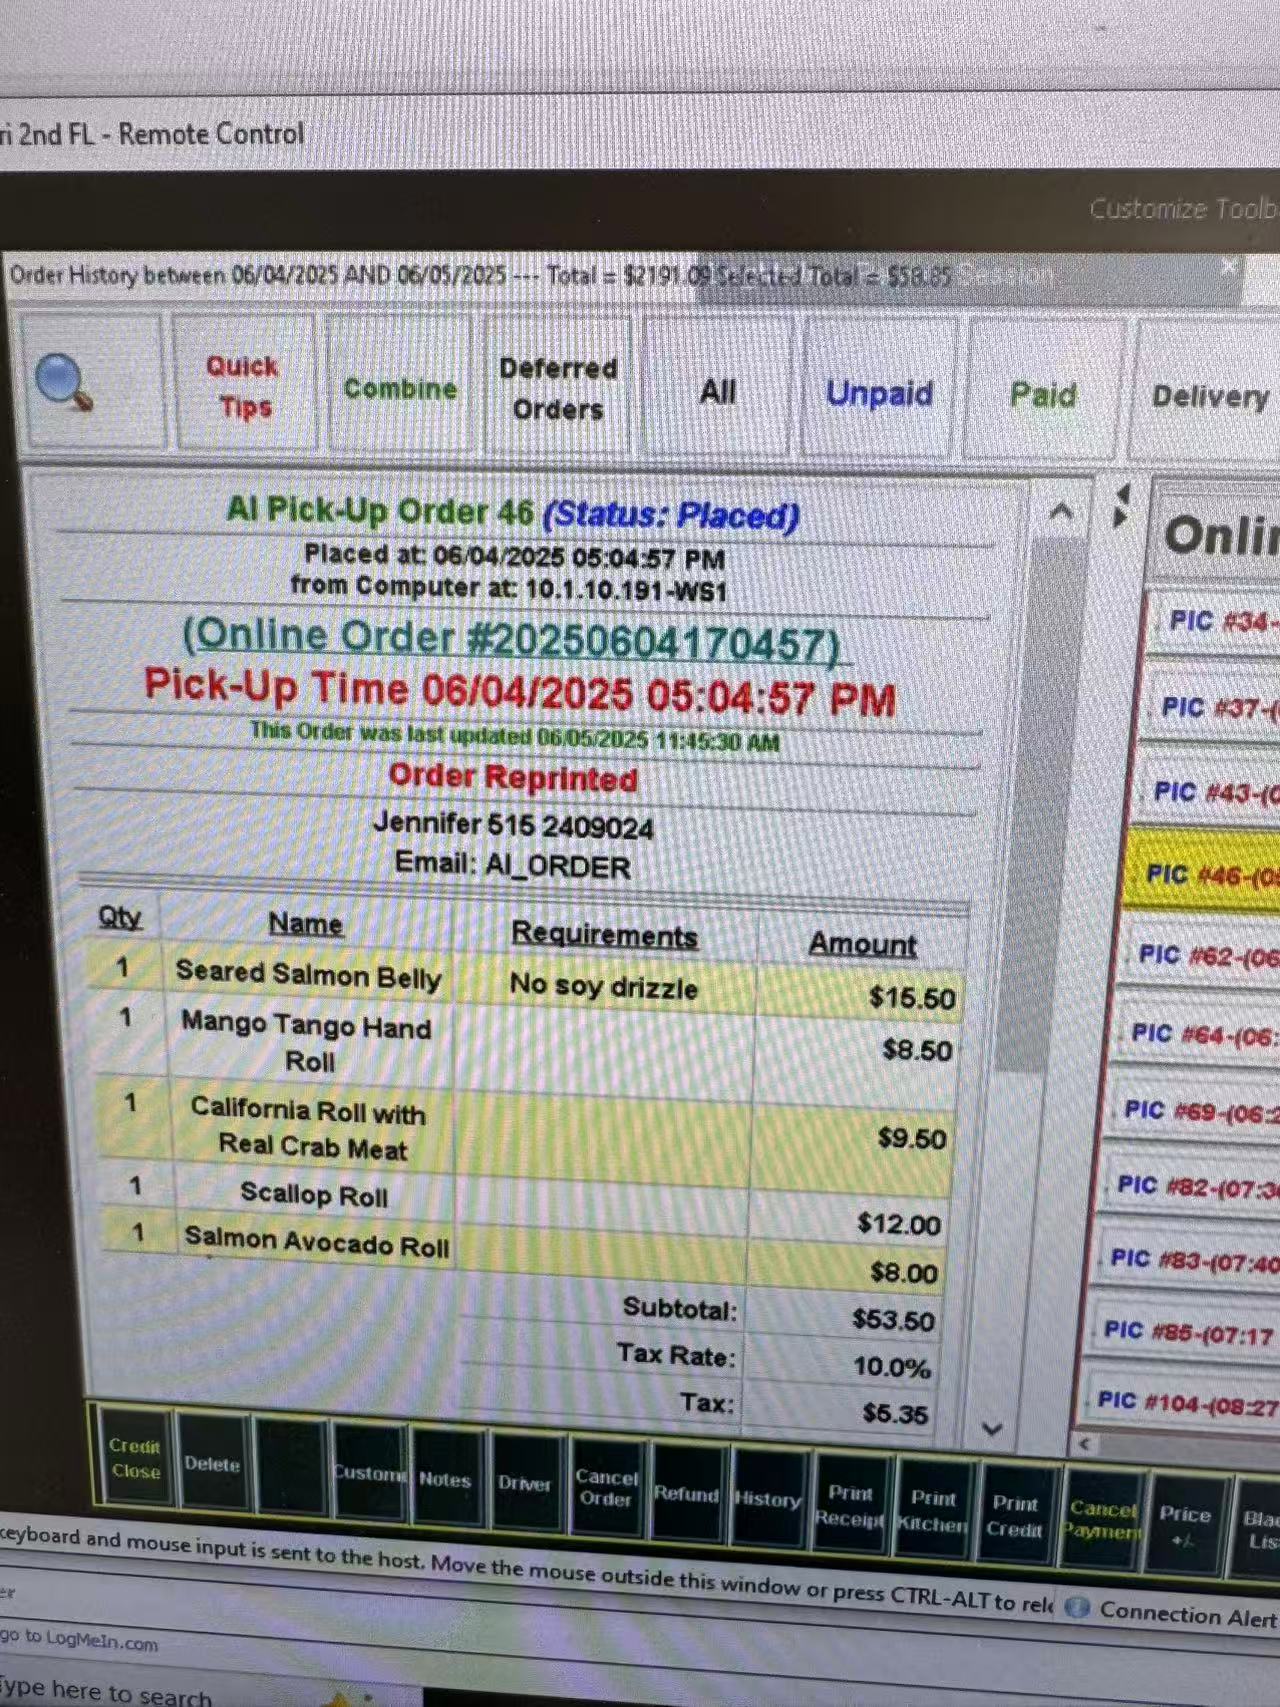 ri 2nd FL - Remote Control
Customize Toolb
Order History between 06/04/2025 AND 06/05/2025 --- Total = $2191.09 Selected Total = $58.85
Quick Tips
Combine
Deferred Orders
All
Unpaid
Paid
Delivery
AI Pick-Up Order 46 (Status: Placed)
Placed at: 06/04/2025 05:04:57 PM
from Computer at: 10.1.10.191-WS1
(Online Order #20250604170457)
Pick-Up Time 06/04/2025 05:04:57 PM
This Order was last updated 06/05/2025 11:45:30 AM
Order Reprinted
Jennifer 515 2409024
Email: AI_ORDER
Qty Name Requirements Amount
1 Seared Salmon Belly No soy drizzle $15.50
1 Mango Tango Hand
Roll $8.50
1 California Roll with
Real Crab Meat $9.50
1 Scallop Roll $12.00
1 Salmon Avocado Roll $8.00
Subtotal: $53.50
Tax Rate: 10.0%
Tax: $5.35
Onlin
PIC #34-
PIC #37-(
PIC #43-(0
PIC #46-(05
PIC #62-(06
PIC #64-(06:
PIC #69-(06:2
PIC #82-(07:3
PIC #83-(07:40
PIC #85-(07:17
PIC #104-(08:27
Credit Close
Delete
Custome
Notes
Driver
Cancel Order
Refund
History
Print Receipt
Print Kitchen
Print Credit
Cancel Payment
Price +/-
Blac Lis
keyboard and mouse input is sent to the host. Move the mouse outside this window or press CTRL-ALT to rele
Connection Alert
er
go to LogMeIn.com
Type here to search